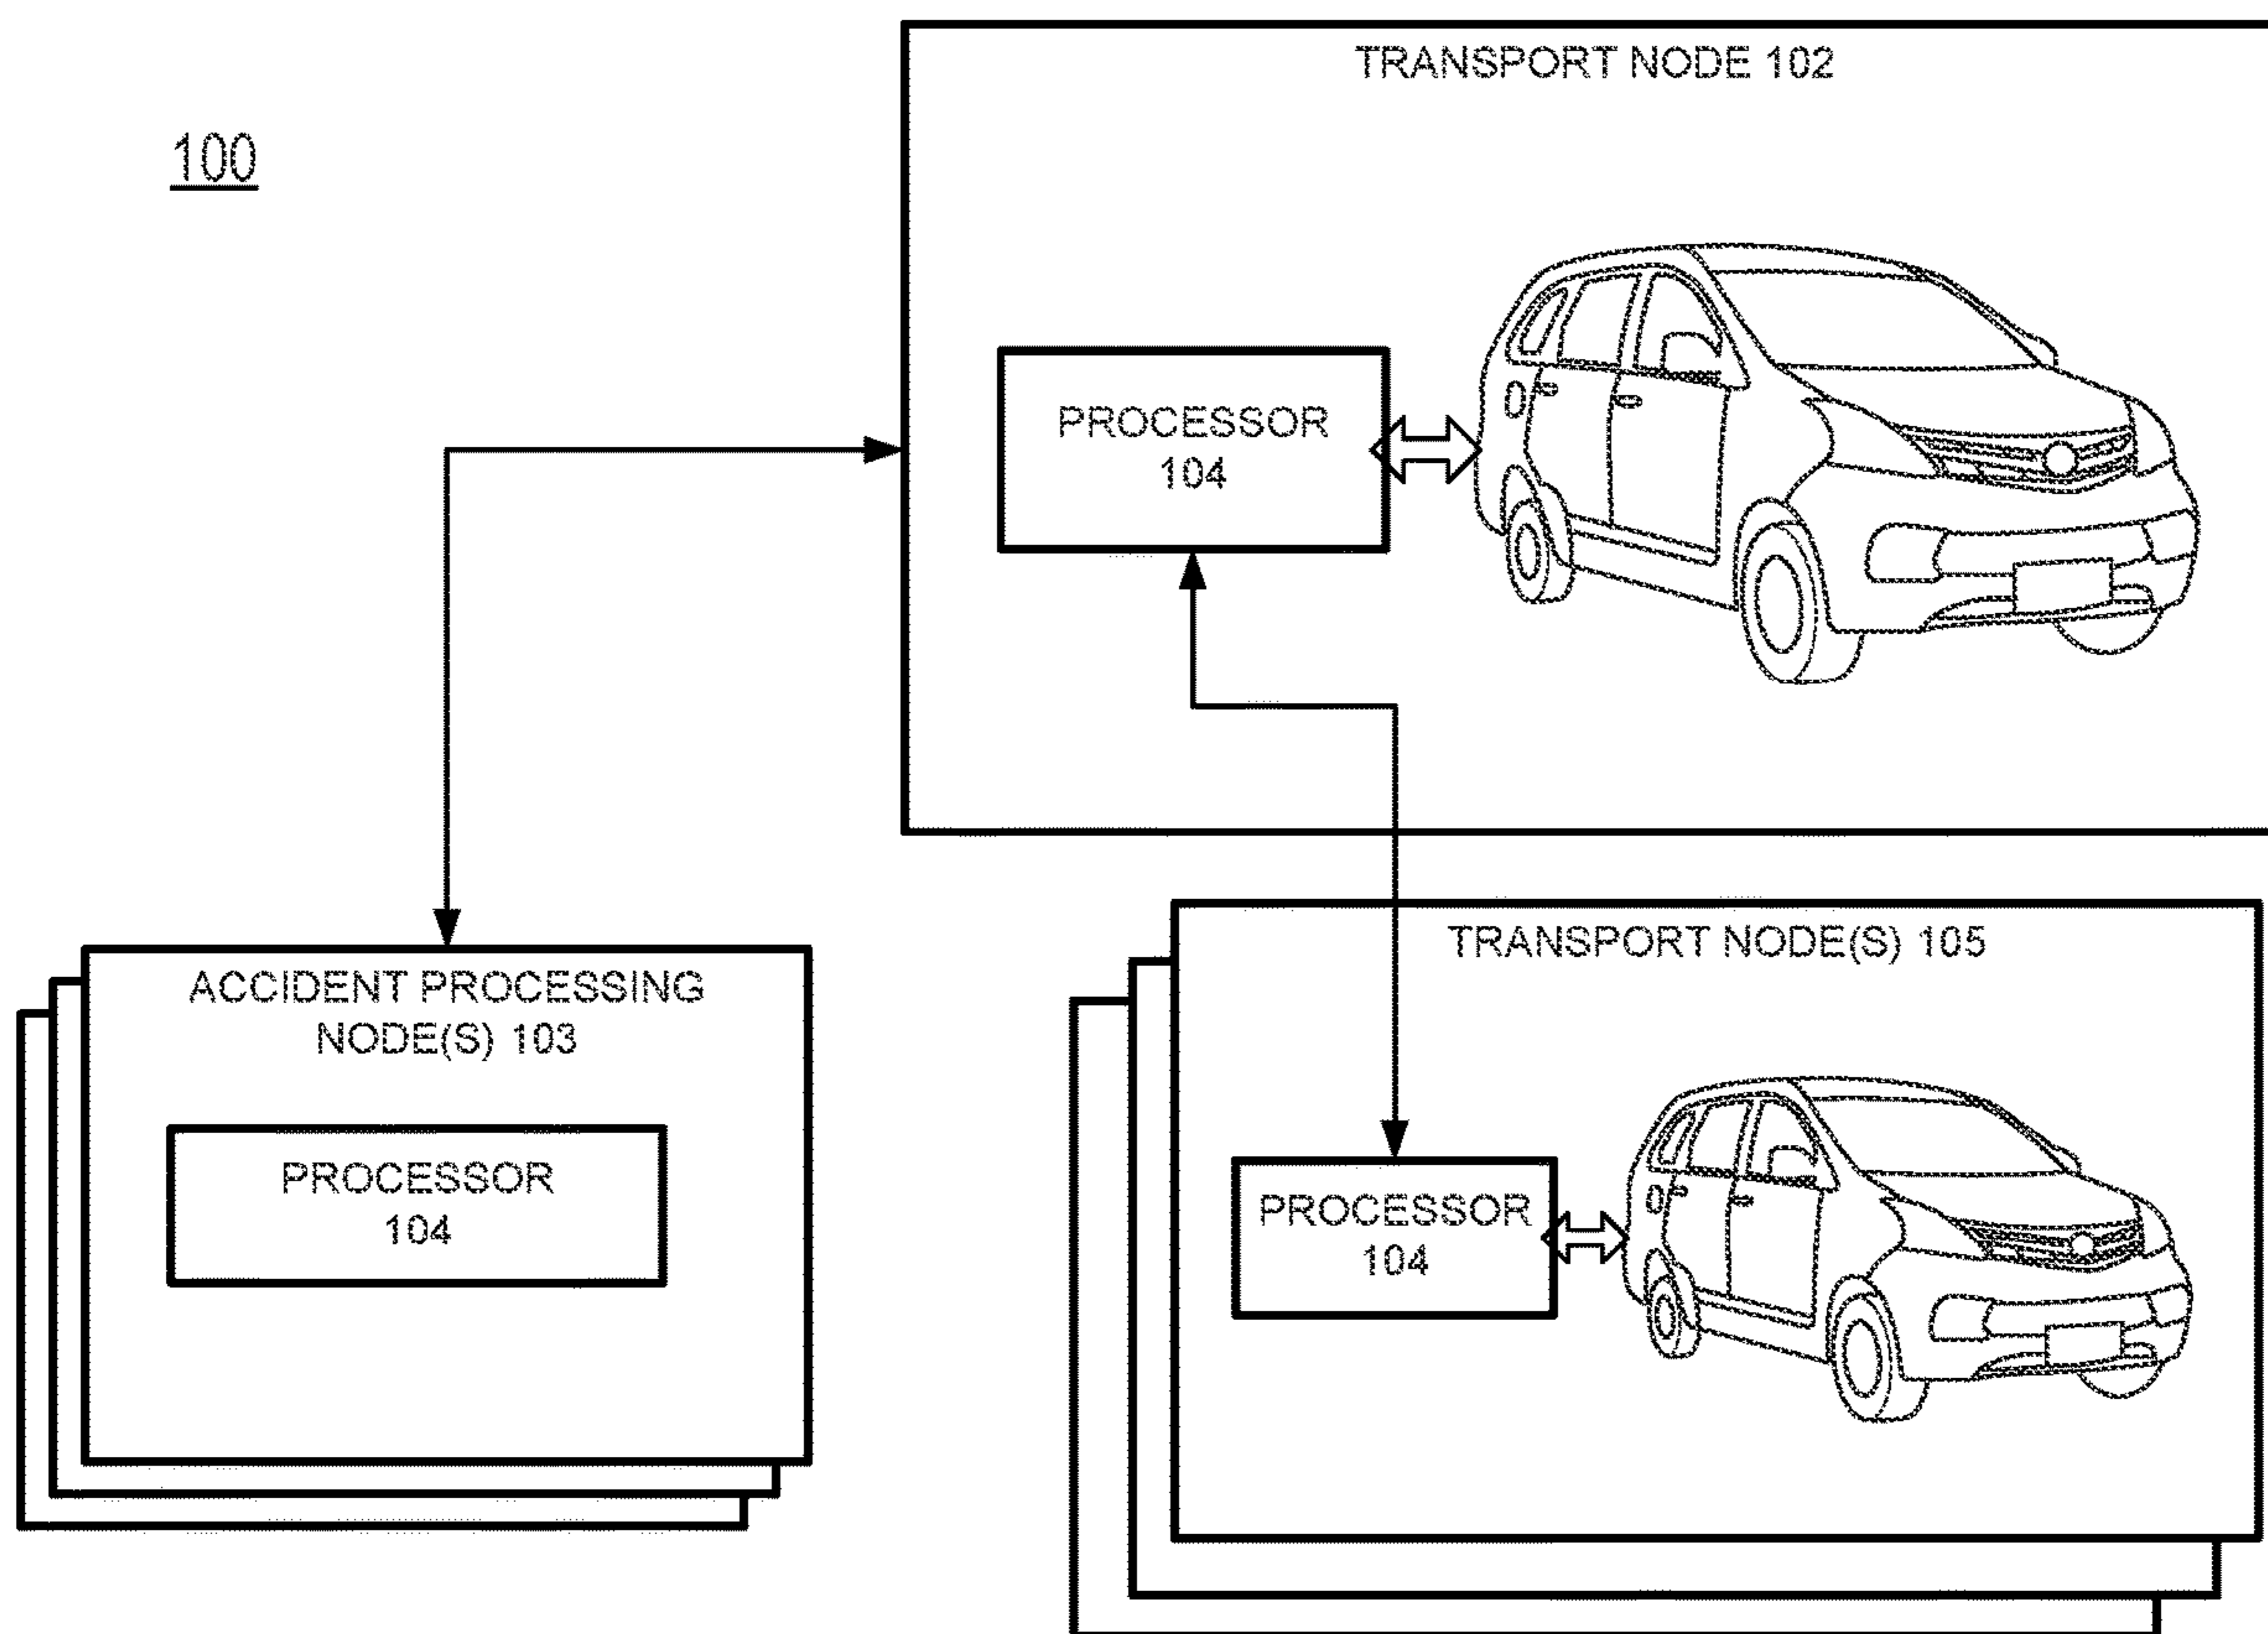 100
TRANSPORT NODE 102
PROCESSOR
104
ACCIDENT PROCESSING
NODE(S) 103
PROCESSOR
104
TRANSPORT NODE(S) 105
PROCESSOR
104